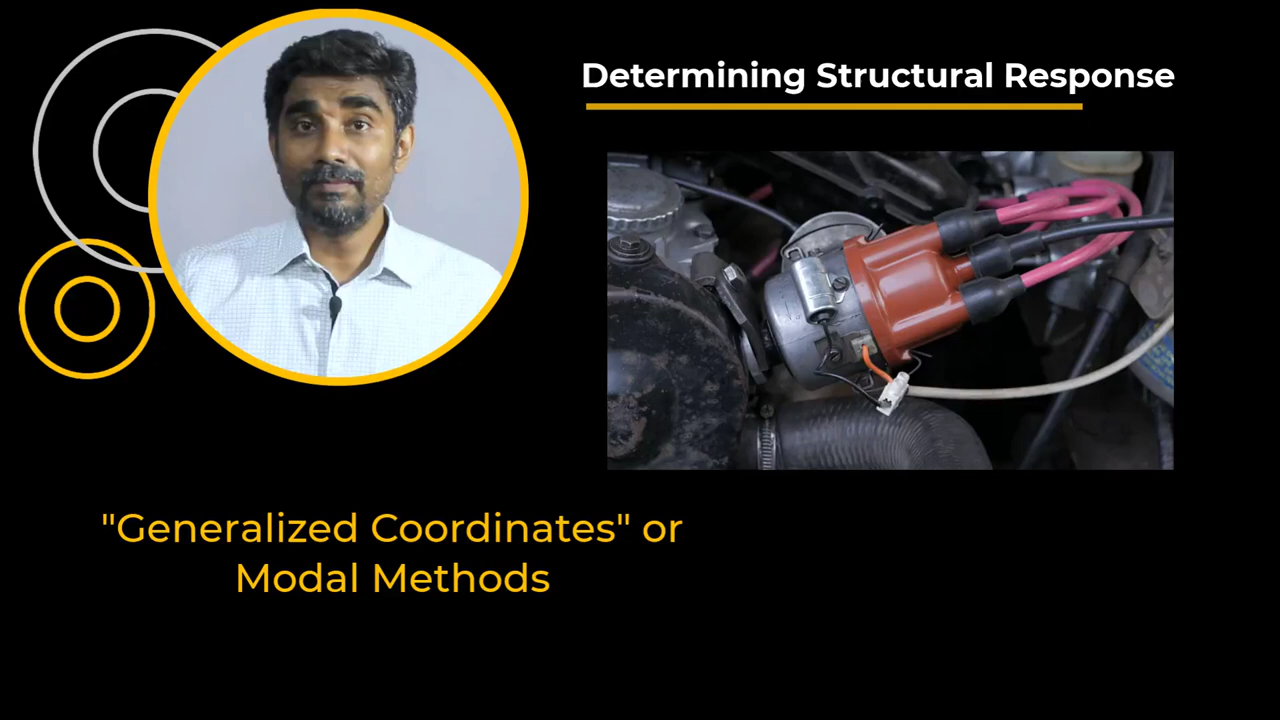 Determining Structural Response
"Generalized Coordinates" or
Modal Methods